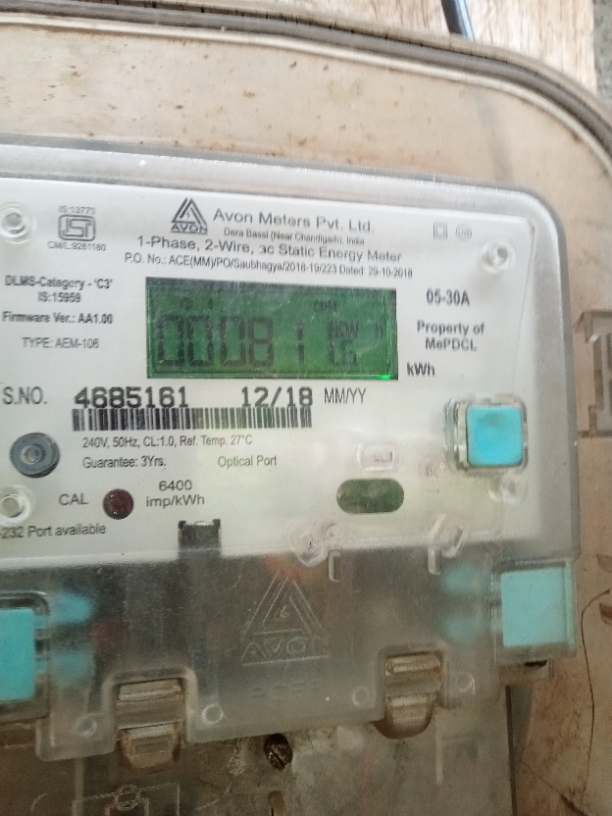 IS:13779
ISI
CM/L:9281180
AVON
Avon Meters Pvt. Ltd.
Dera Bassi (Near Chandigarh), India
1-Phase, 2-Wire, ac Static Energy Meter
P.O. No.: ACE(MM)/PO/Saubhagya/2018-19/223 Dated: 29-10-2018
DLMS-Category - 'C3'
IS:15959
Firmware Ver.: AA1.00
TYPE: AEM-106
00081
kWh
05-30A
Property of
MePDCL
S.NO. 4685161 12/18 MM/YY
240V, 50Hz, CL:1.0, Ref. Temp. 27°C
Guarantee: 3Yrs. Optical Port
CAL 6400
imp/kWh
-232 Port available
AVON